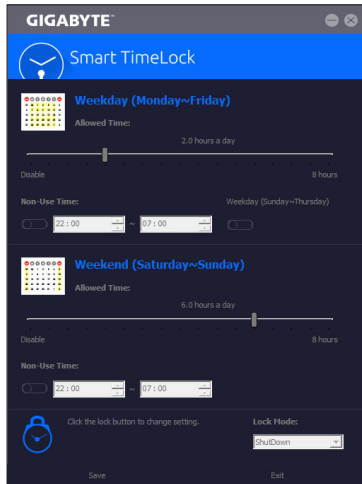 GIGABYTE™
Smart TimeLock
Weekday (Monday~Friday)
Allowed Time:
2.0 hours a day
Disable 8 hours
Non-Use Time: Weekday (Sunday~Thursday)
22 : 00 ~ 07 : 00
Weekend (Saturday~Sunday)
Allowed Time:
6.0 hours a day
Disable 8 hours
Non-Use Time:
22 : 00 ~ 07 : 00
Click the lock button to change setting. Lock Mode:
ShutDown
Save Exit